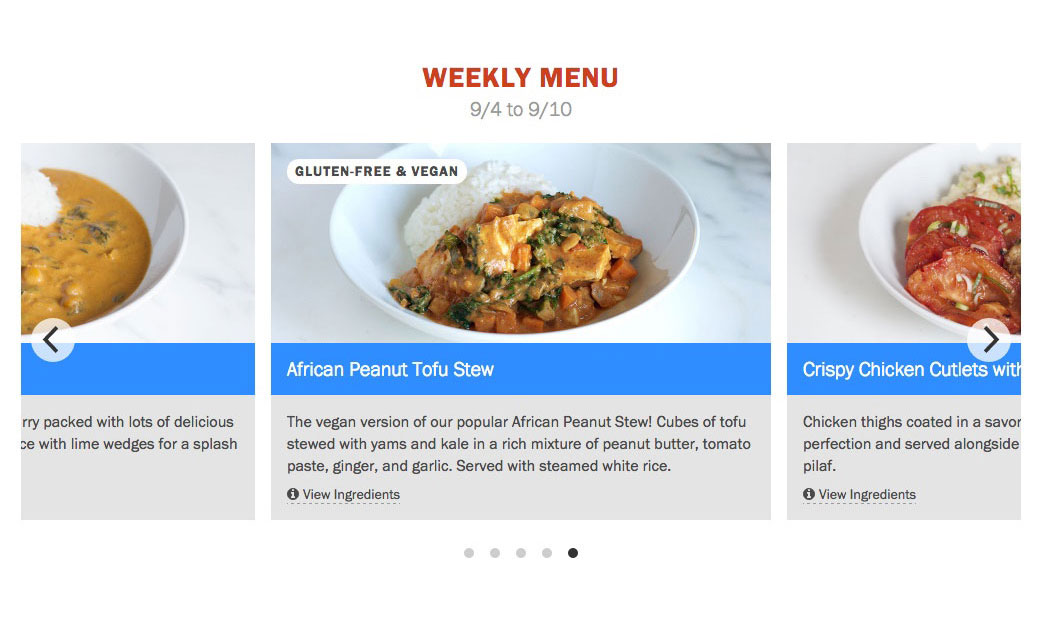 WEEKLY MENU
9/4 to 9/10
GLUTEN-FREE & VEGAN
rry packed with lots of delicious
ce with lime wedges for a splash
African Peanut Tofu Stew
The vegan version of our popular African Peanut Stew! Cubes of tofu
stewed with yams and kale in a rich mixture of peanut butter, tomato
paste, ginger, and garlic. Served with steamed white rice.
View Ingredients
Crispy Chicken Cutlets with
Chicken thighs coated in a savor
perfection and served alongside
pilaf.
View Ingredients